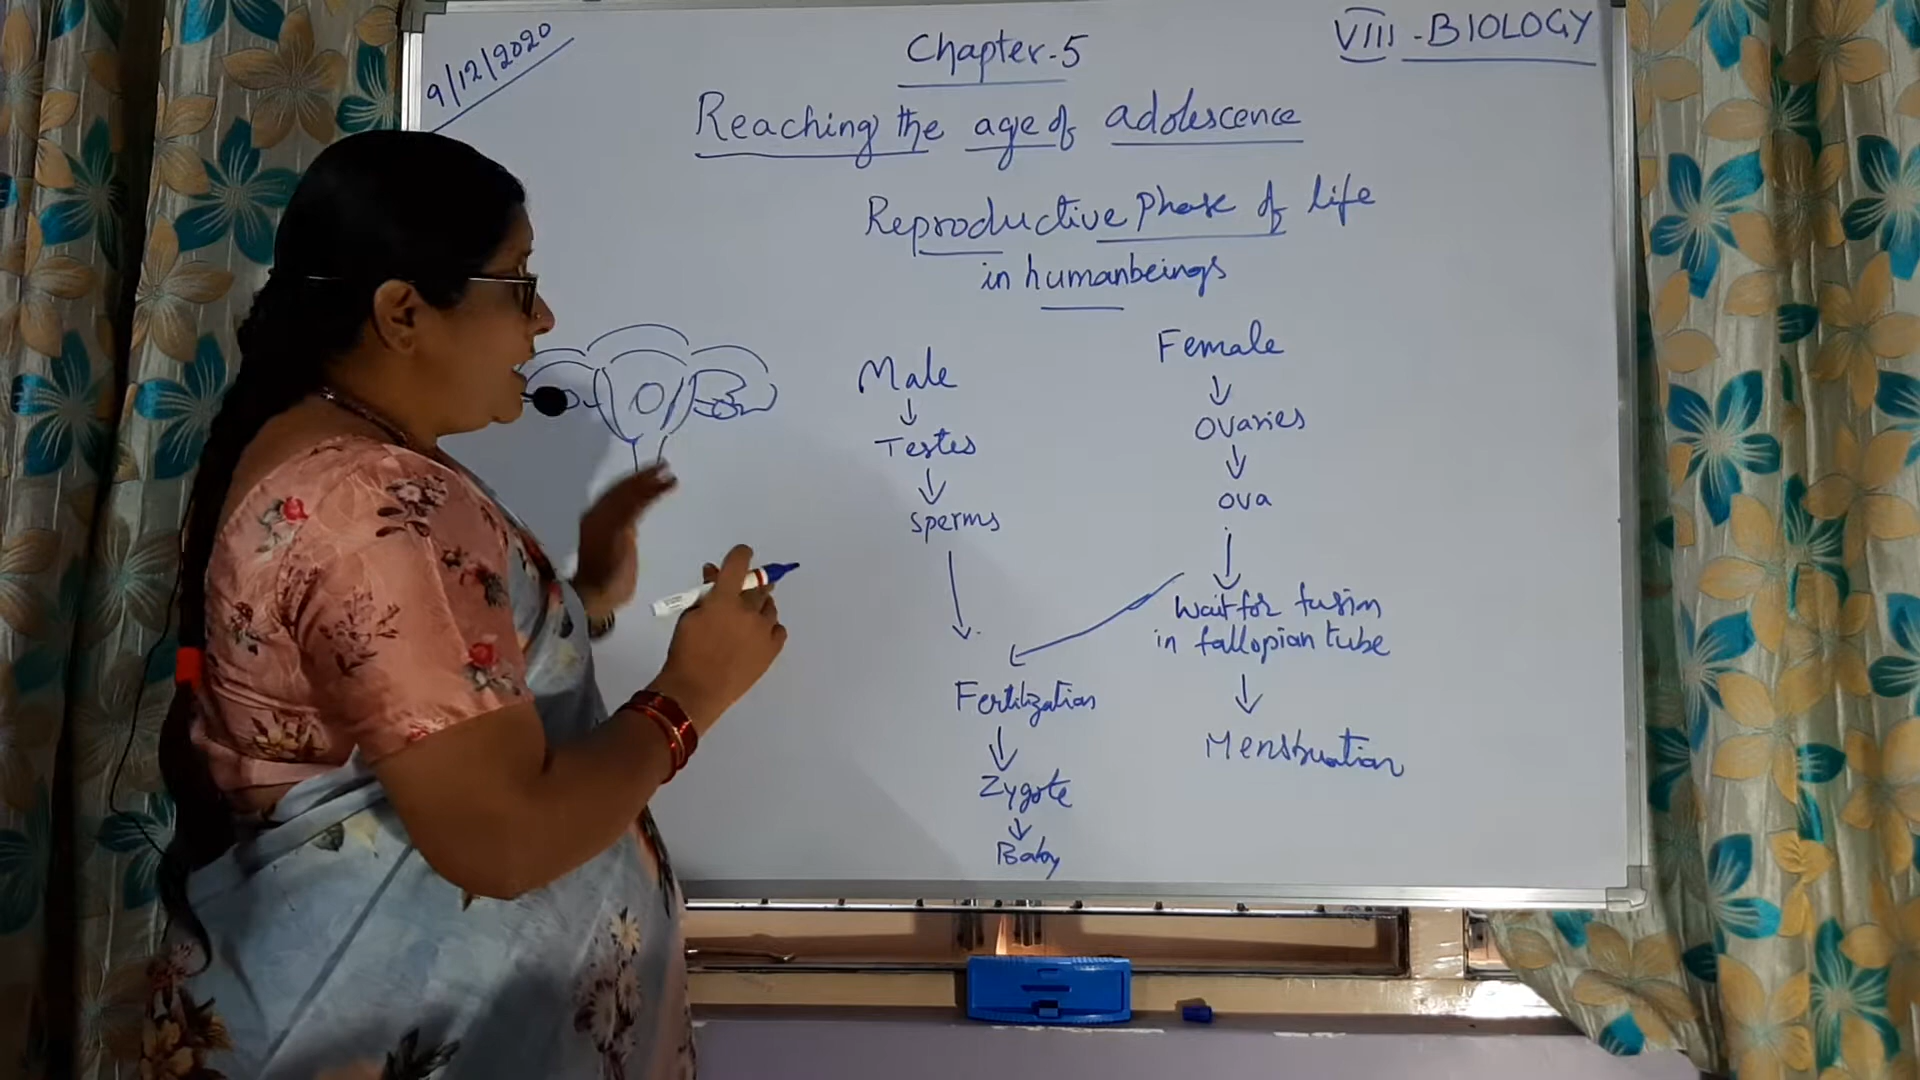 9/12/2020
Chapter-5
VIII - BIOLOGY
Reaching the age of adolescence
Reproductive Phase of life
in humanbeings
Male
Testes
Sperms
Female
Ovaries
Ova
Wait for fusion
in fallopian tube
Menstruation
Fertilization
Zygote
Baby